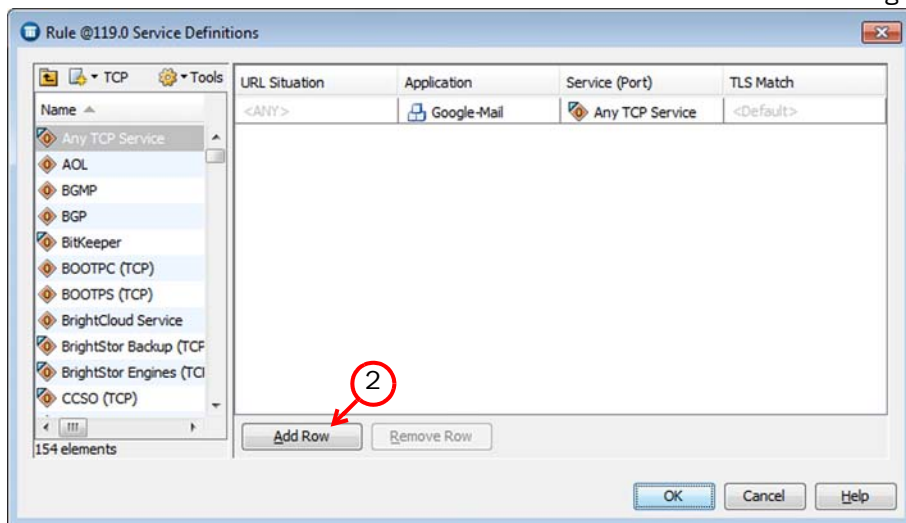 g
Rule @119.0 Service Definitions
TCP Tools
Name
Any TCP Service
AOL
BGMP
BGP
BitKeeper
BOOTPC (TCP)
BOOTPS (TCP)
BrightCloud Service
BrightStor Backup (TCP
BrightStor Engines (TCI
CCSO (TCP)
154 elements
URL Situation Application Service (Port) TLS Match
<ANY> Google-Mail Any TCP Service <Default>
2
Add Row Remove Row
OK Cancel Help